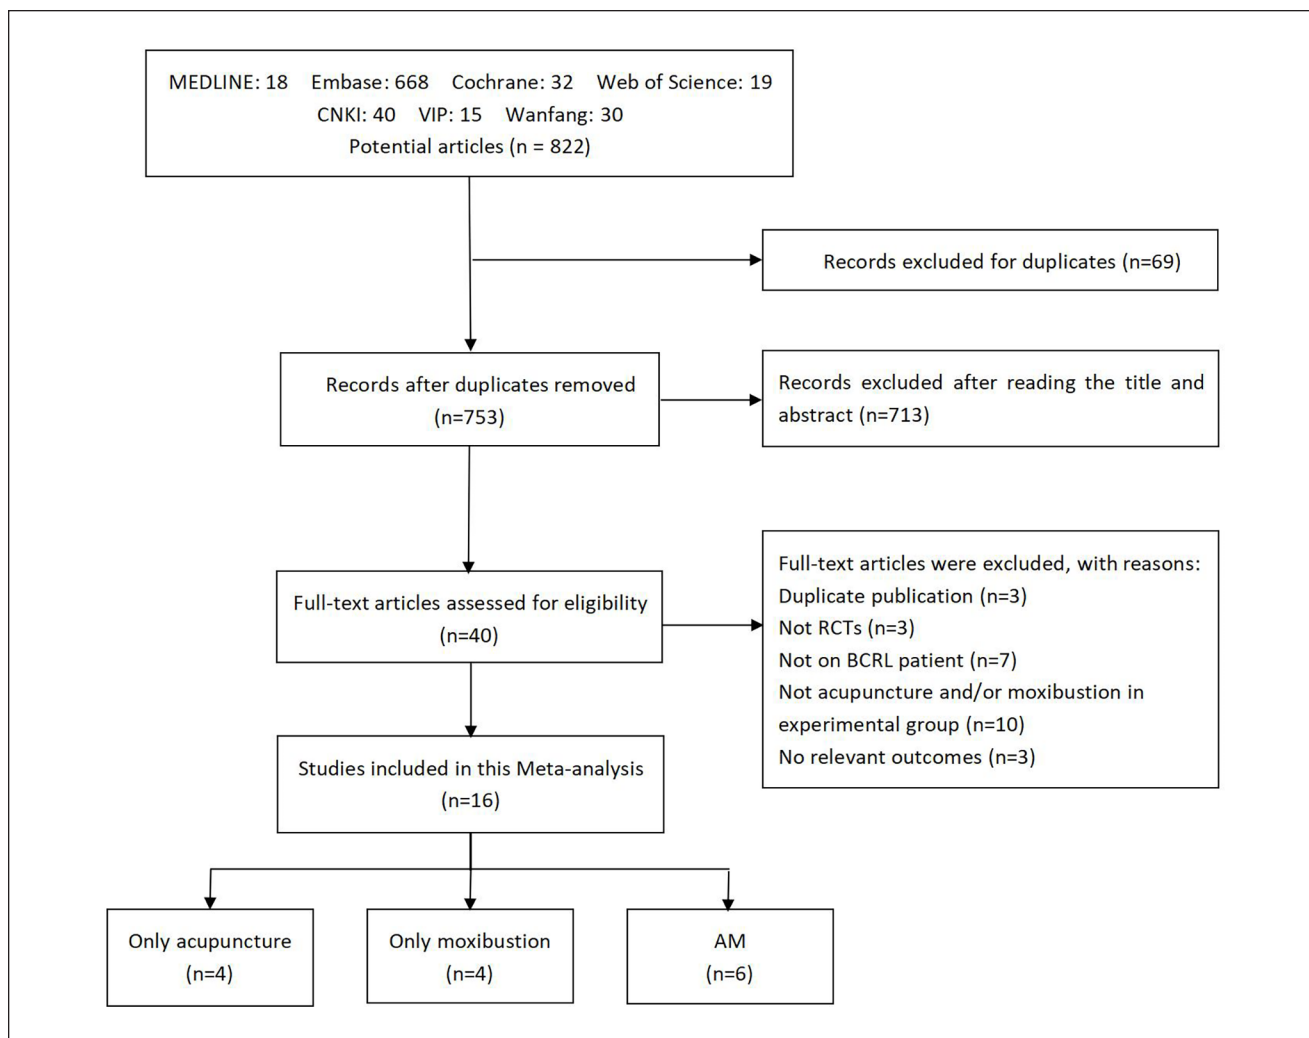 MEDLINE: 18 Embase: 668 Cochrane: 32 Web of Science: 19
CNKI: 40 VIP: 15 Wanfang: 30
Potential articles (n = 822)
Records excluded for duplicates (n=69)
Records after duplicates removed
(n=753)
Records excluded after reading the title and
abstract (n=713)
Full-text articles assessed for eligibility
(n=40)
Full-text articles were excluded, with reasons:
Duplicate publication (n=3)
Not RCTs (n=3)
Not on BCRL patient (n=7)
Not acupuncture and/or moxibustion in
experimental group (n=10)
No relevant outcomes (n=3)
Studies included in this Meta-analysis
(n=16)
Only acupuncture
(n=4)
Only moxibustion
(n=4)
AM
(n=6)